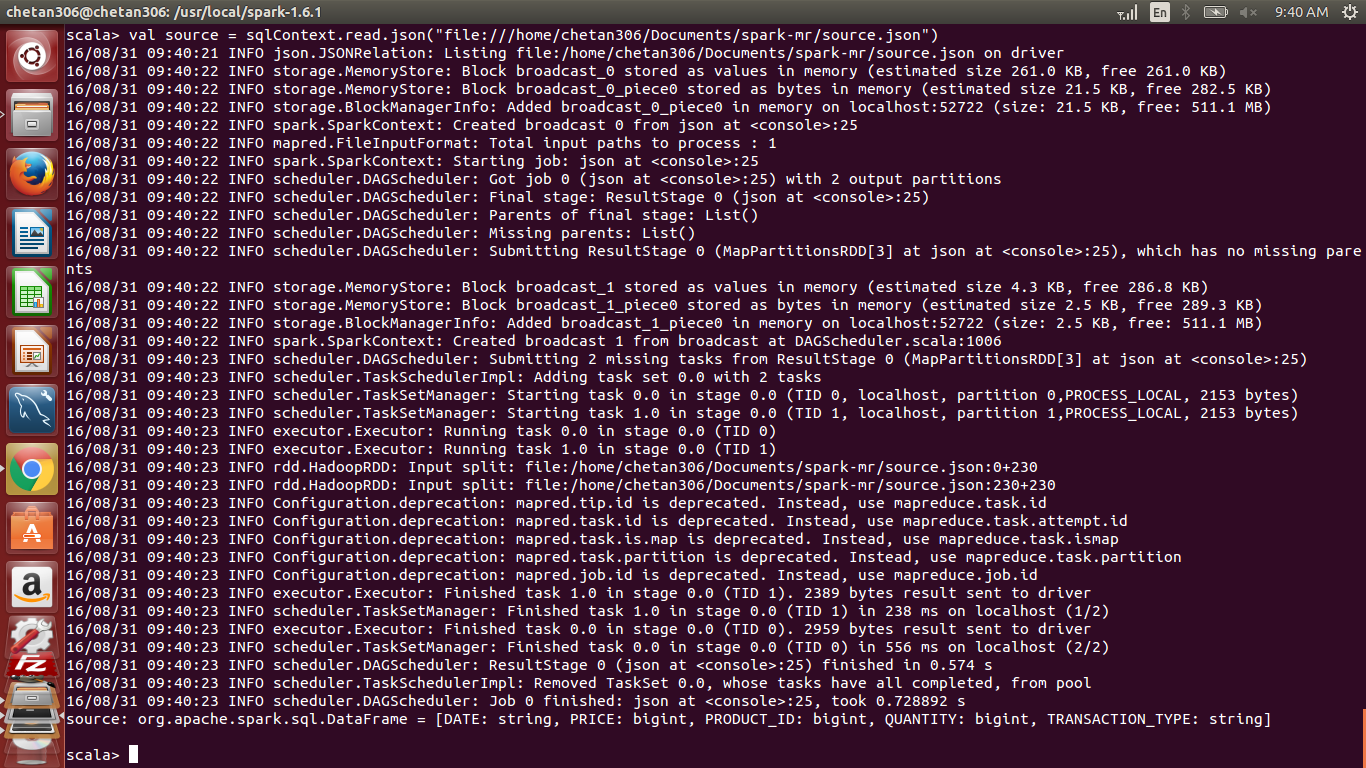 chetan306@chetan306: /usr/local/spark-1.6.1
En
9:40 AM
scala> val source = sqlContext.read.json("file:///home/chetan306/Documents/spark-mr/source.json")
16/08/31 09:40:21 INFO json.JSONRelation: Listing file:/home/chetan306/Documents/spark-mr/source.json on driver
16/08/31 09:40:22 INFO storage.MemoryStore: Block broadcast_0 stored as values in memory (estimated size 261.0 KB, free 261.0 KB)
16/08/31 09:40:22 INFO storage.MemoryStore: Block broadcast_0_piece0 stored as bytes in memory (estimated size 21.5 KB, free 282.5 KB)
16/08/31 09:40:22 INFO storage.BlockManagerInfo: Added broadcast_0_piece0 in memory on localhost:52722 (size: 21.5 KB, free: 511.1 MB)
16/08/31 09:40:22 INFO spark.SparkContext: Created broadcast 0 from json at <console>:25
16/08/31 09:40:22 INFO mapred.FileInputFormat: Total input paths to process : 1
16/08/31 09:40:22 INFO spark.SparkContext: Starting job: json at <console>:25
16/08/31 09:40:22 INFO scheduler.DAGScheduler: Got job 0 (json at <console>:25) with 2 output partitions
16/08/31 09:40:22 INFO scheduler.DAGScheduler: Final stage: ResultStage 0 (json at <console>:25)
16/08/31 09:40:22 INFO scheduler.DAGScheduler: Parents of final stage: List()
16/08/31 09:40:22 INFO scheduler.DAGScheduler: Missing parents: List()
16/08/31 09:40:22 INFO scheduler.DAGScheduler: Submitting ResultStage 0 (MapPartitionsRDD[3] at json at <console>:25), which has no missing pare
nts
16/08/31 09:40:22 INFO storage.MemoryStore: Block broadcast_1 stored as values in memory (estimated size 4.3 KB, free 286.8 KB)
16/08/31 09:40:22 INFO storage.MemoryStore: Block broadcast_1_piece0 stored as bytes in memory (estimated size 2.5 KB, free 289.3 KB)
16/08/31 09:40:22 INFO storage.BlockManagerInfo: Added broadcast_1_piece0 in memory on localhost:52722 (size: 2.5 KB, free: 511.1 MB)
16/08/31 09:40:22 INFO spark.SparkContext: Created broadcast 1 from broadcast at DAGScheduler.scala:1006
16/08/31 09:40:23 INFO scheduler.DAGScheduler: Submitting 2 missing tasks from ResultStage 0 (MapPartitionsRDD[3] at json at <console>:25)
16/08/31 09:40:23 INFO scheduler.TaskSchedulerImpl: Adding task set 0.0 with 2 tasks
16/08/31 09:40:23 INFO scheduler.TaskSetManager: Starting task 0.0 in stage 0.0 (TID 0, localhost, partition 0,PROCESS_LOCAL, 2153 bytes)
16/08/31 09:40:23 INFO scheduler.TaskSetManager: Starting task 1.0 in stage 0.0 (TID 1, localhost, partition 1,PROCESS_LOCAL, 2153 bytes)
16/08/31 09:40:23 INFO executor.Executor: Running task 0.0 in stage 0.0 (TID 0)
16/08/31 09:40:23 INFO executor.Executor: Running task 1.0 in stage 0.0 (TID 1)
16/08/31 09:40:23 INFO rdd.HadoopRDD: Input split: file:/home/chetan306/Documents/spark-mr/source.json:0+230
16/08/31 09:40:23 INFO rdd.HadoopRDD: Input split: file:/home/chetan306/Documents/spark-mr/source.json:230+230
16/08/31 09:40:23 INFO Configuration.deprecation: mapred.tip.id is deprecated. Instead, use mapreduce.task.id
16/08/31 09:40:23 INFO Configuration.deprecation: mapred.task.id is deprecated. Instead, use mapreduce.task.attempt.id
16/08/31 09:40:23 INFO Configuration.deprecation: mapred.task.is.map is deprecated. Instead, use mapreduce.task.ismap
16/08/31 09:40:23 INFO Configuration.deprecation: mapred.task.partition is deprecated. Instead, use mapreduce.task.partition
16/08/31 09:40:23 INFO Configuration.deprecation: mapred.job.id is deprecated. Instead, use mapreduce.job.id
16/08/31 09:40:23 INFO executor.Executor: Finished task 1.0 in stage 0.0 (TID 1). 2389 bytes result sent to driver
16/08/31 09:40:23 INFO scheduler.TaskSetManager: Finished task 1.0 in stage 0.0 (TID 1) in 238 ms on localhost (1/2)
16/08/31 09:40:23 INFO executor.Executor: Finished task 0.0 in stage 0.0 (TID 0). 2959 bytes result sent to driver
16/08/31 09:40:23 INFO scheduler.TaskSetManager: Finished task 0.0 in stage 0.0 (TID 0) in 556 ms on localhost (2/2)
16/08/31 09:40:23 INFO scheduler.DAGScheduler: ResultStage 0 (json at <console>:25) finished in 0.574 s
16/08/31 09:40:23 INFO scheduler.TaskSchedulerImpl: Removed TaskSet 0.0, whose tasks have all completed, from pool
16/08/31 09:40:23 INFO scheduler.DAGScheduler: Job 0 finished: json at <console>:25, took 0.728892 s
source: org.apache.spark.sql.DataFrame = [DATE: string, PRICE: bigint, PRODUCT_ID: bigint, QUANTITY: bigint, TRANSACTION_TYPE: string]
scala>
A
a
FZ